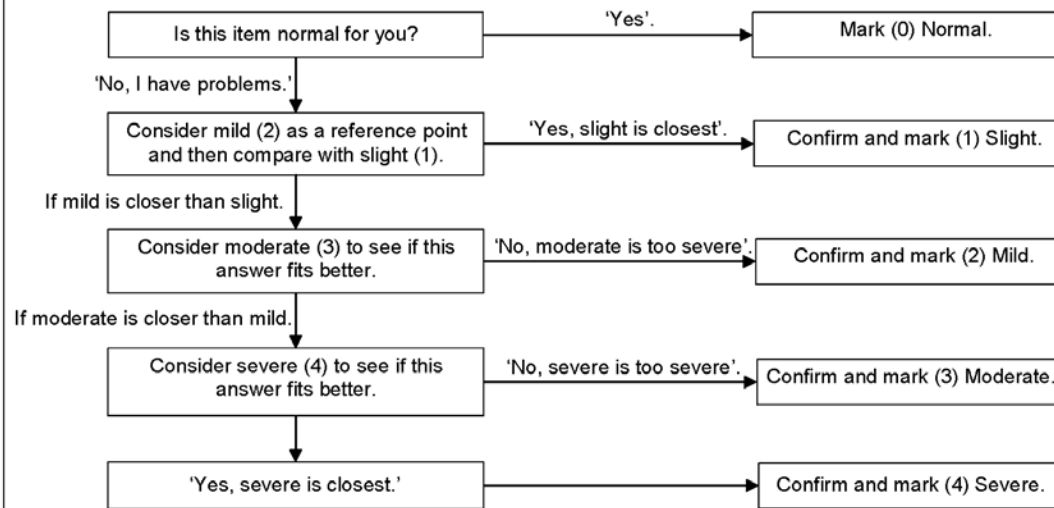 Is this item normal for you?
‘Yes’.
Mark (0) Normal.
‘No, I have problems.’
Consider mild (2) as a reference point
and then compare with slight (1).
‘Yes, slight is closest’.
Confirm and mark (1) Slight.
If mild is closer than slight.
Consider moderate (3) to see if this
answer fits better.
‘No, moderate is too severe’.
Confirm and mark (2) Mild.
If moderate is closer than mild.
Consider severe (4) to see if this
answer fits better.
‘No, severe is too severe’.
Confirm and mark (3) Moderate.
‘Yes, severe is closest.’
Confirm and mark (4) Severe.